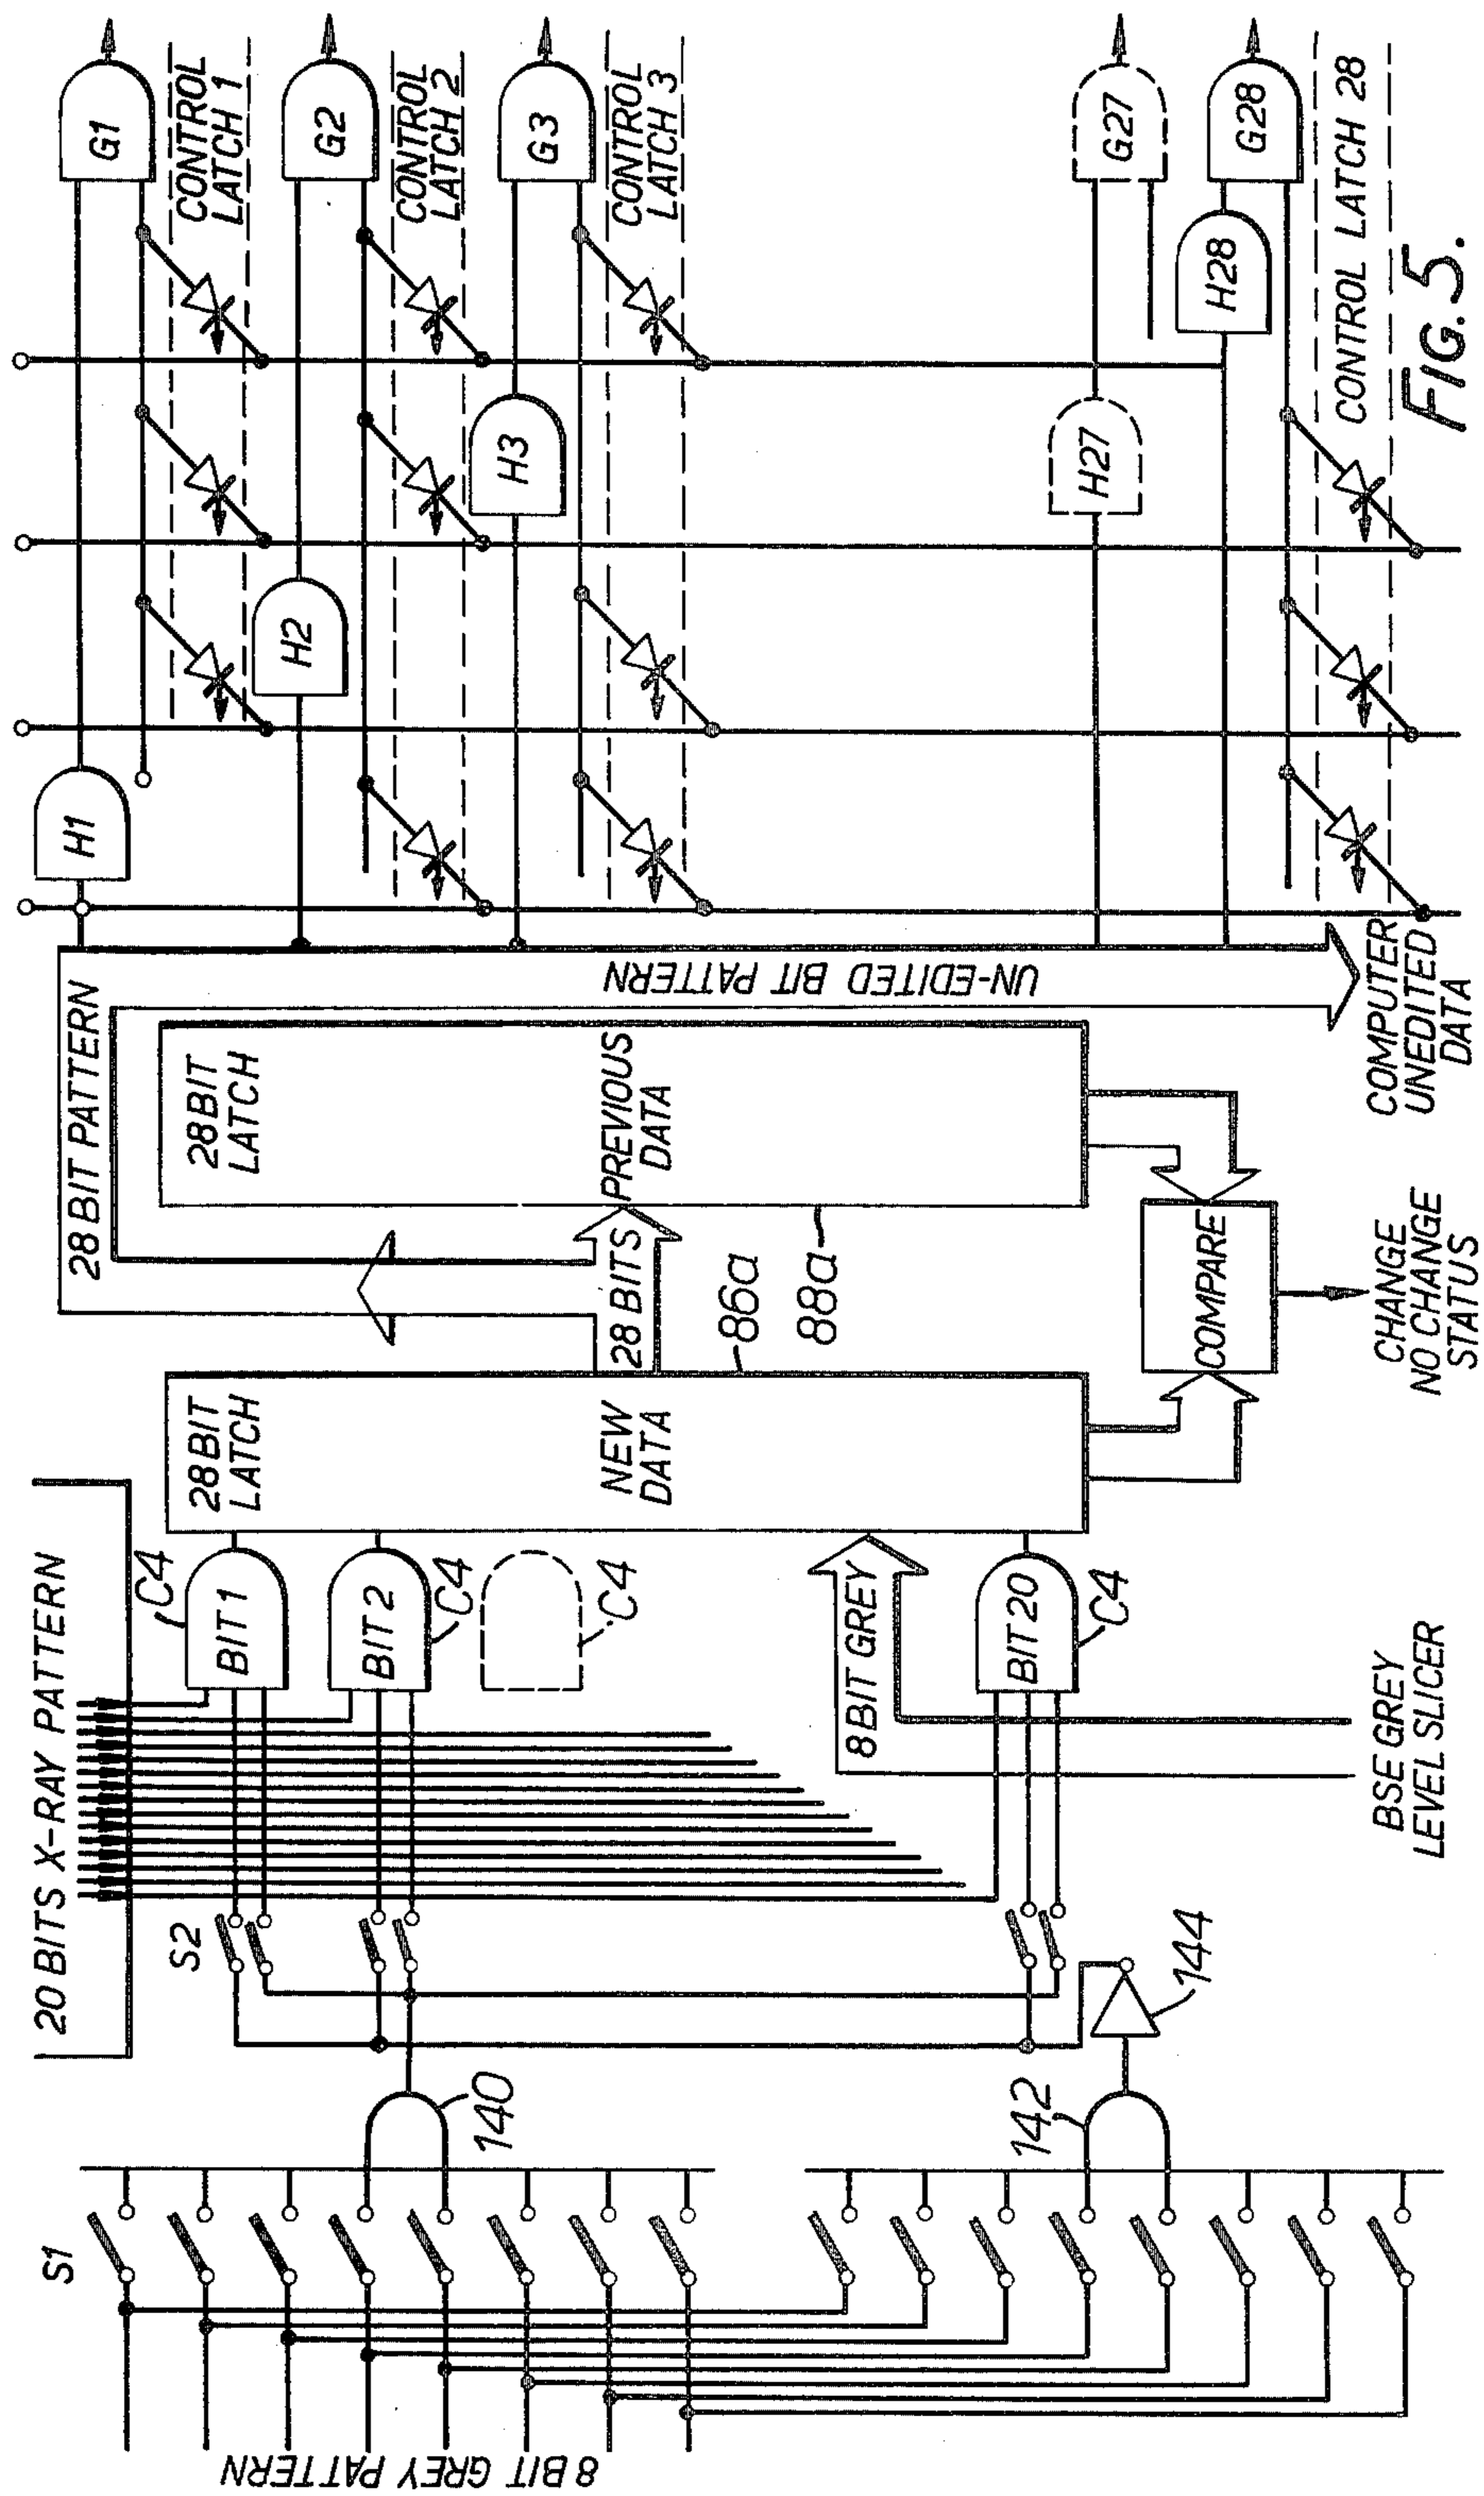 8 BIT GREY PATTERN
S1
140
142
144
S2
20 BITS X-RAY PATTERN
BIT 1
C4
BIT 2
C4
C4
8 BIT GREY
BIT 20
C4
BSE GREY
LEVEL SLICER
28 BIT
LATCH
NEW
DATA
86a
28 BITS
88a
COMPARE
CHANGE
NO CHANGE
STATUS
28 BIT PATTERN
28 BIT
LATCH
PREVIOUS
DATA
UN-EDITED BIT PATTERN
COMPUTER
UNEDITED
DATA
H1
H2
H3
H27
H28
G1
CONTROL
LATCH 1
G2
CONTROL
LATCH 2
G3
CONTROL
LATCH 3
G27
G28
CONTROL LATCH 28
FIG. 5.